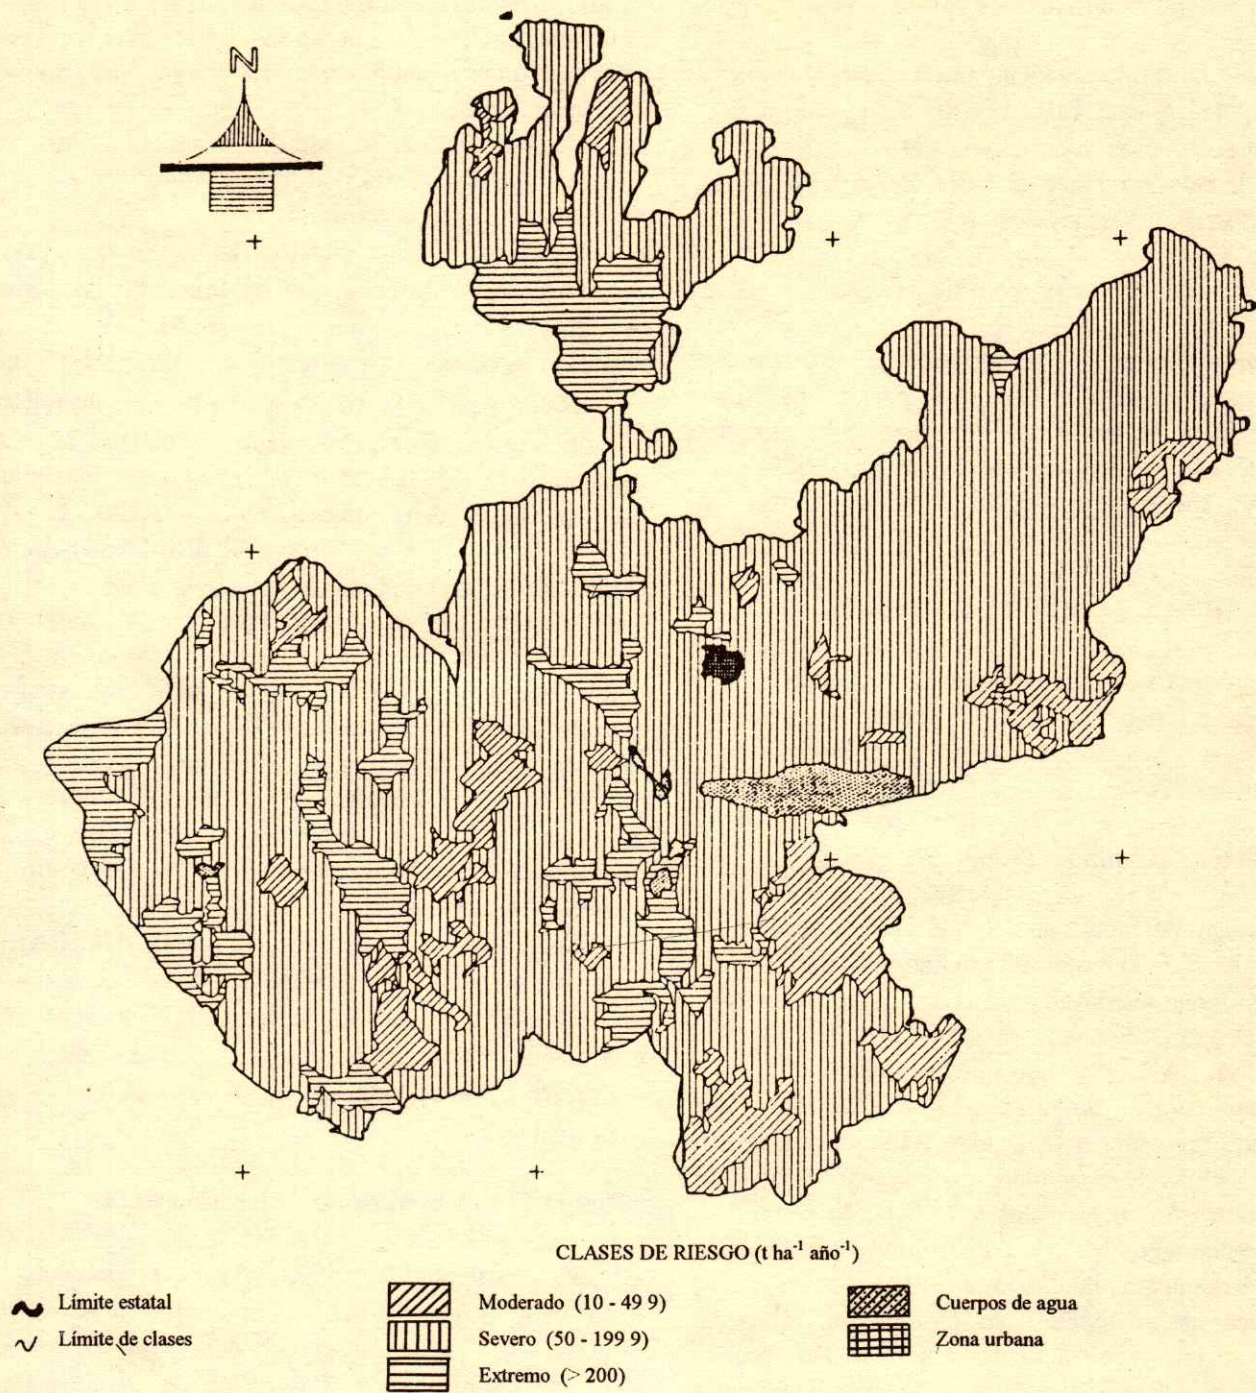 N
CLASES DE RIESGO (t ha⁻¹ año⁻¹)
Límite estatal
Límite de clases
Moderado (10 - 49 9)
Severo (50 - 199 9)
Extremo (> 200)
Cuerpos de agua
Zona urbana